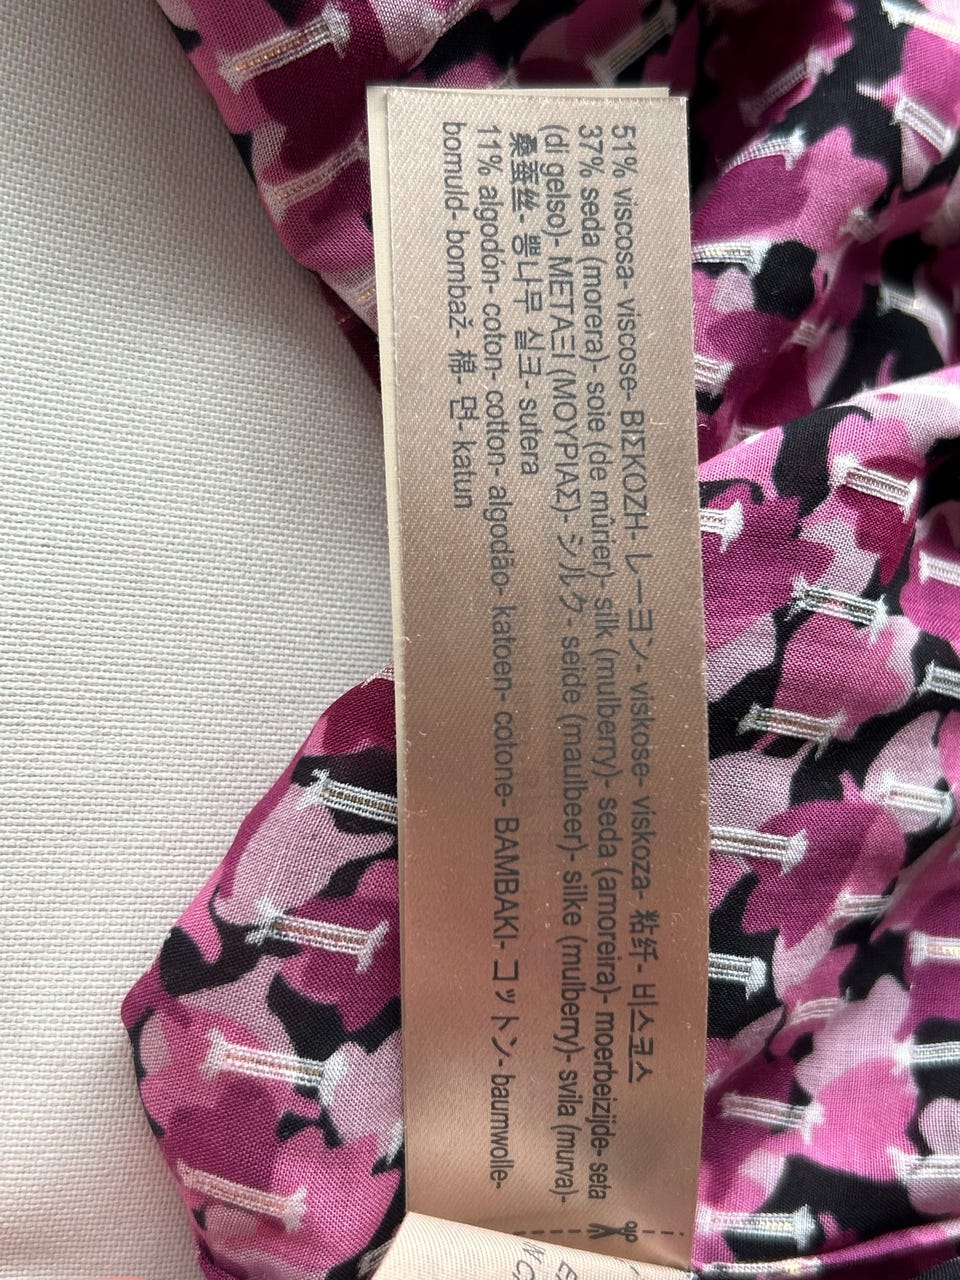 51% viscosa- viscose- ΒΙΣΚΟΖΗ- レーヨン- viskose- viskoza- 粘纤- 비스코스
37% seda (morera)- soie (de mûrier)- silk (mulberry)- seda (amoreira)- moerbeizijde- seta
(di gelso)- ΜΕΤΑΞΙ (ΜΟΥΡΙΑΣ)- シルク- seide (maulbeer)- silke (mulberry)- svila (murva)-
桑蚕丝- 뽕나무 실크- sutera
11% algodón- coton- cotton- algodão- katoen- cotone- ΒΑΜΒΑΚΙ- コットン- baumwolle-
bomuld- bombaž- 棉- 면- katun